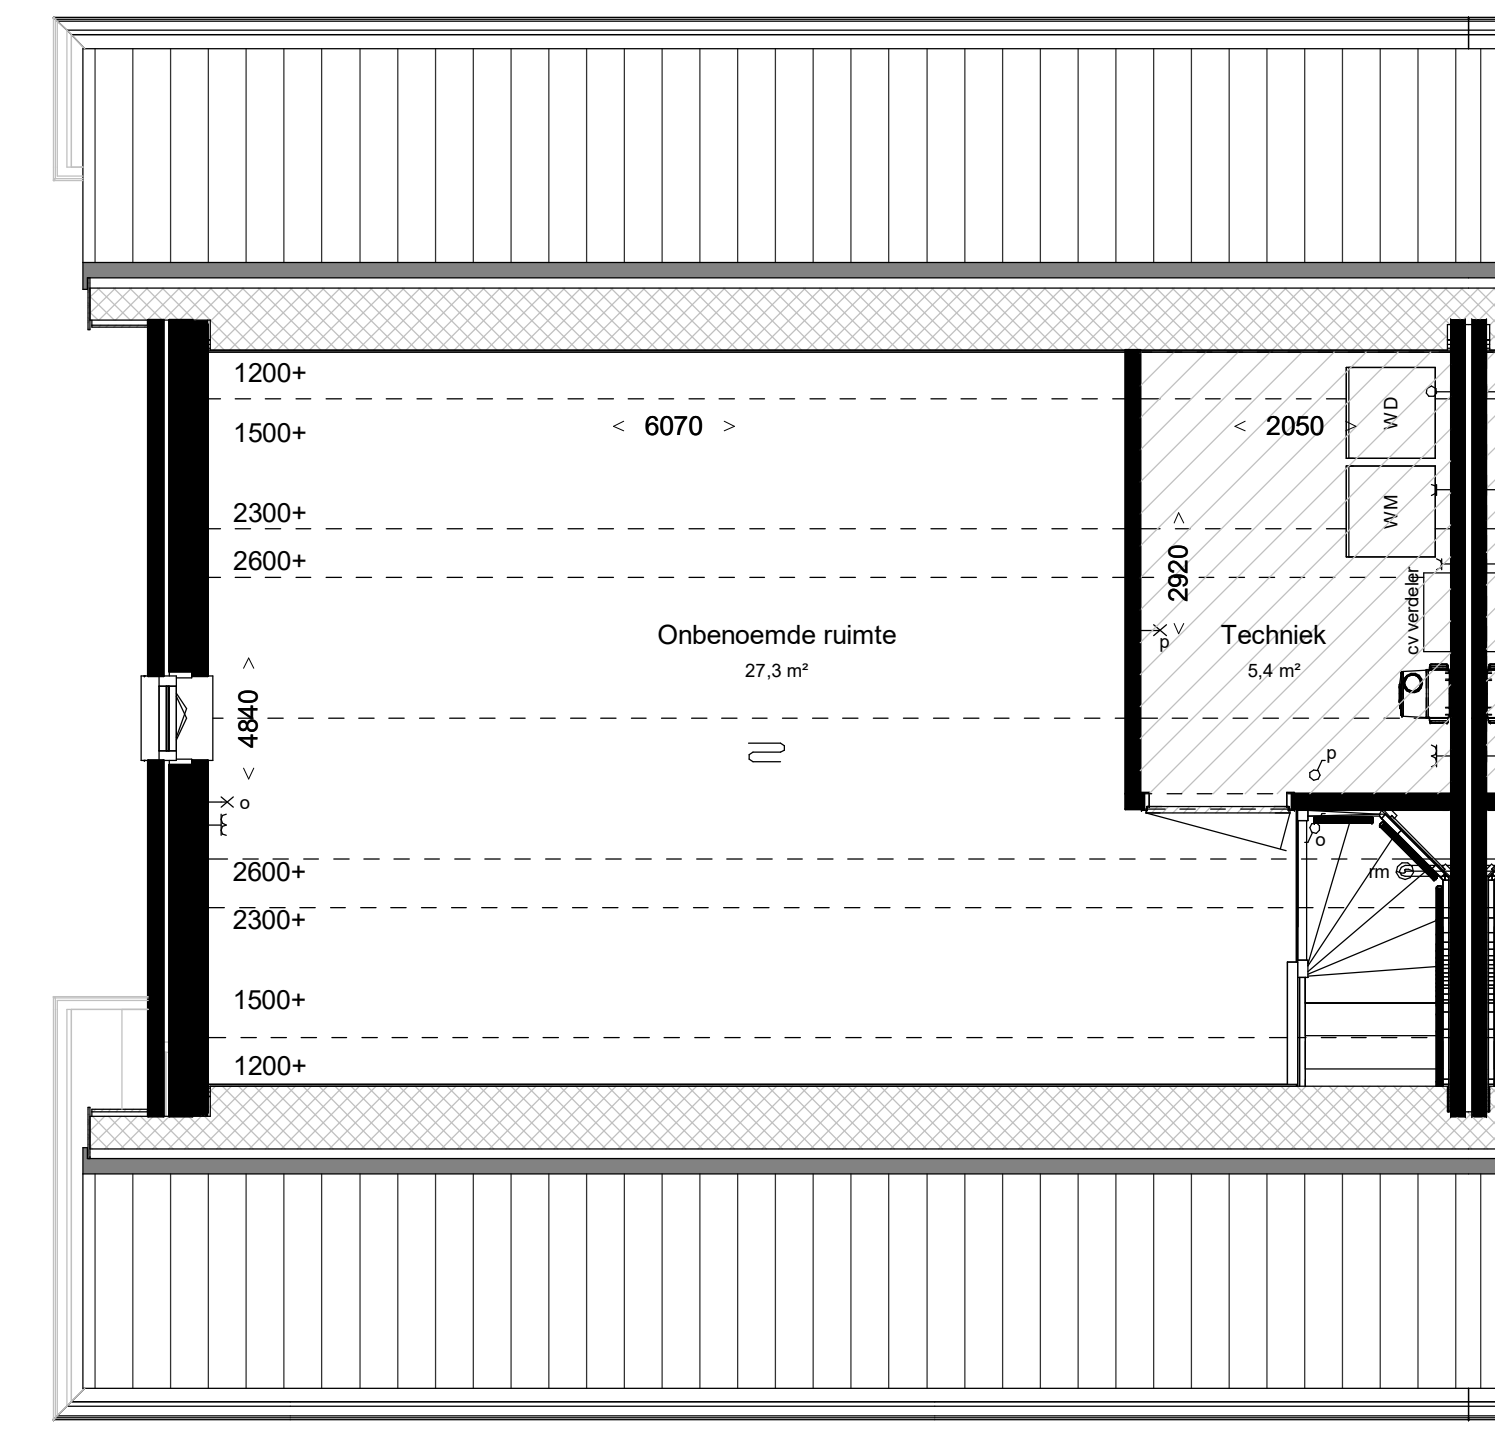 1200+
1500+
< 6070 >
< 2050 >
WD
2300+
WM
2600+
< 2920 >
cv verdeler
Onbenoemde ruimte
27,3 m²
p
Techniek
5,4 m²
< 4840 >
p
o
o
2600+
rm
2300+
1500+
1200+